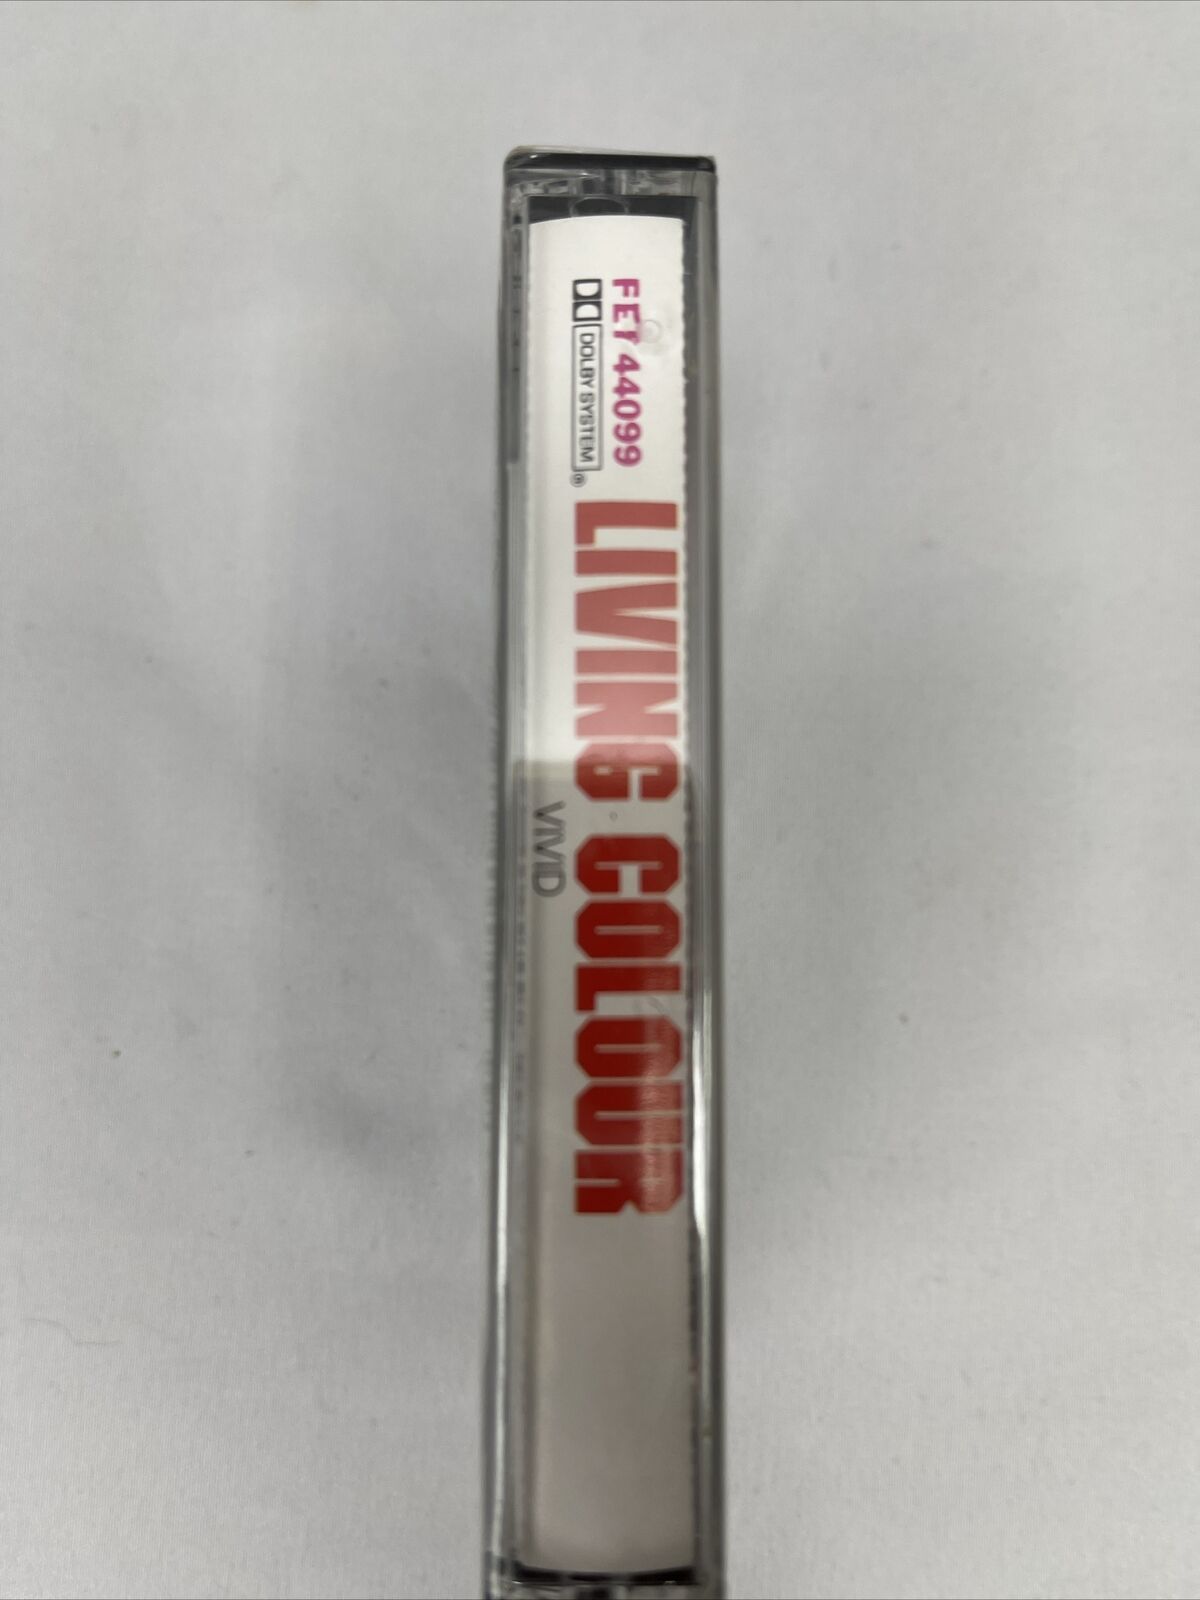 FET 44099
DOLBY SYSTEM®
LIVING COLOUR
VIVID